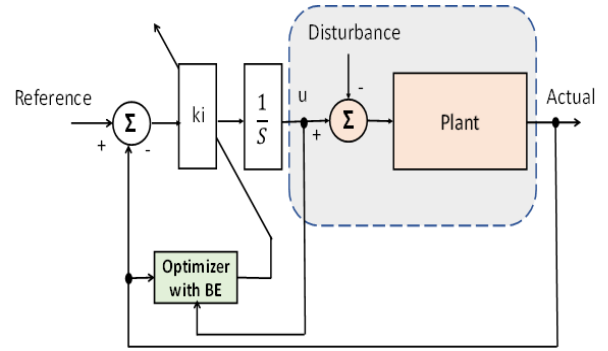 Disturbance
-
Reference
Σ
+
-
ki
1
S
u
+
Σ
Plant
Actual
Optimizer
with BE